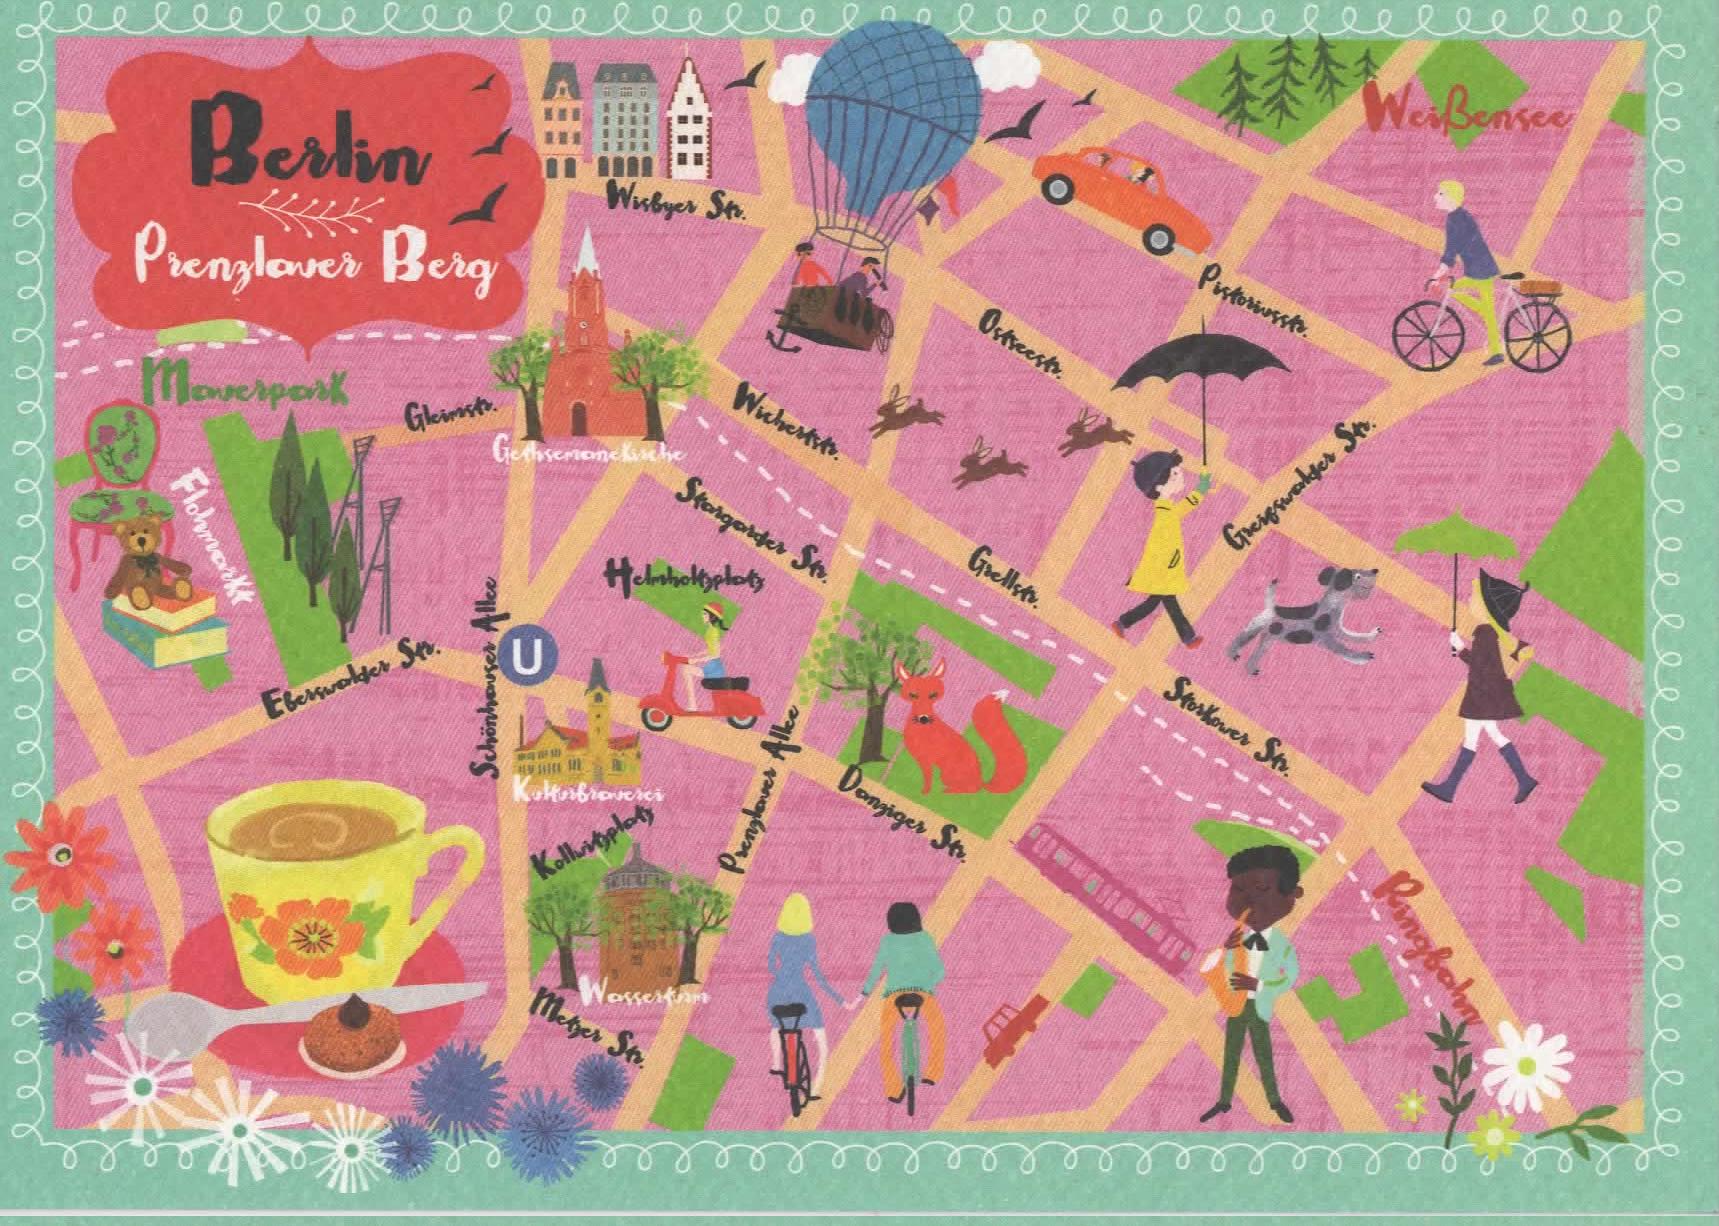 Berlin
Prenzlauer Berg
Weißensee
Wisbyer Str.
Pistoriusstr.
Ostseestr.
Mauerpark
Gleimstr.
Gethsemanekirche
Wichertstr.
Greifswalder Str.
Flohmarkt
Stargarder Str.
Helmholtzplatz
Grellstr.
Schönhauser Allee
U
Eberswalder Str.
Storkower Str.
Kulturbrauerei
Prenzlauer Allee
Danziger Str.
Kollwitzplatz
Ringbahn
Wasserturm
Metzer Str.